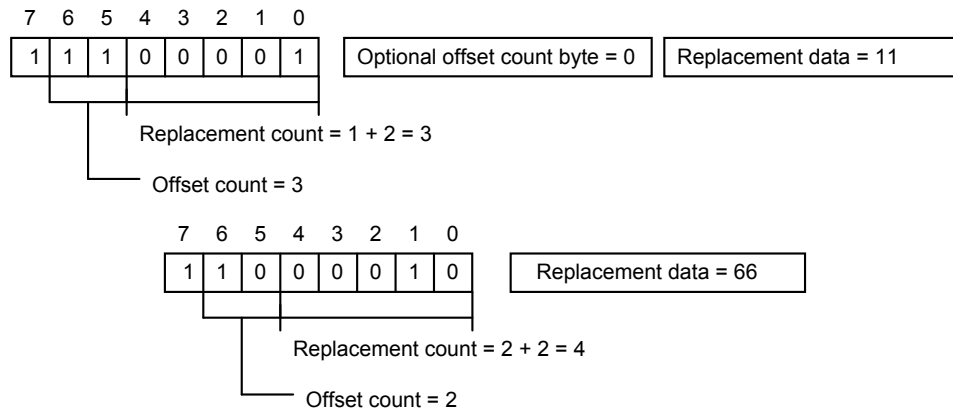 7 6 5 4 3 2 1 0
1 1 1 0 0 0 0 1 Optional offset count byte = 0 Replacement data = 11
Replacement count = 1 + 2 = 3
Offset count = 3
7 6 5 4 3 2 1 0
1 1 0 0 0 0 1 0 Replacement data = 66
Replacement count = 2 + 2 = 4
Offset count = 2